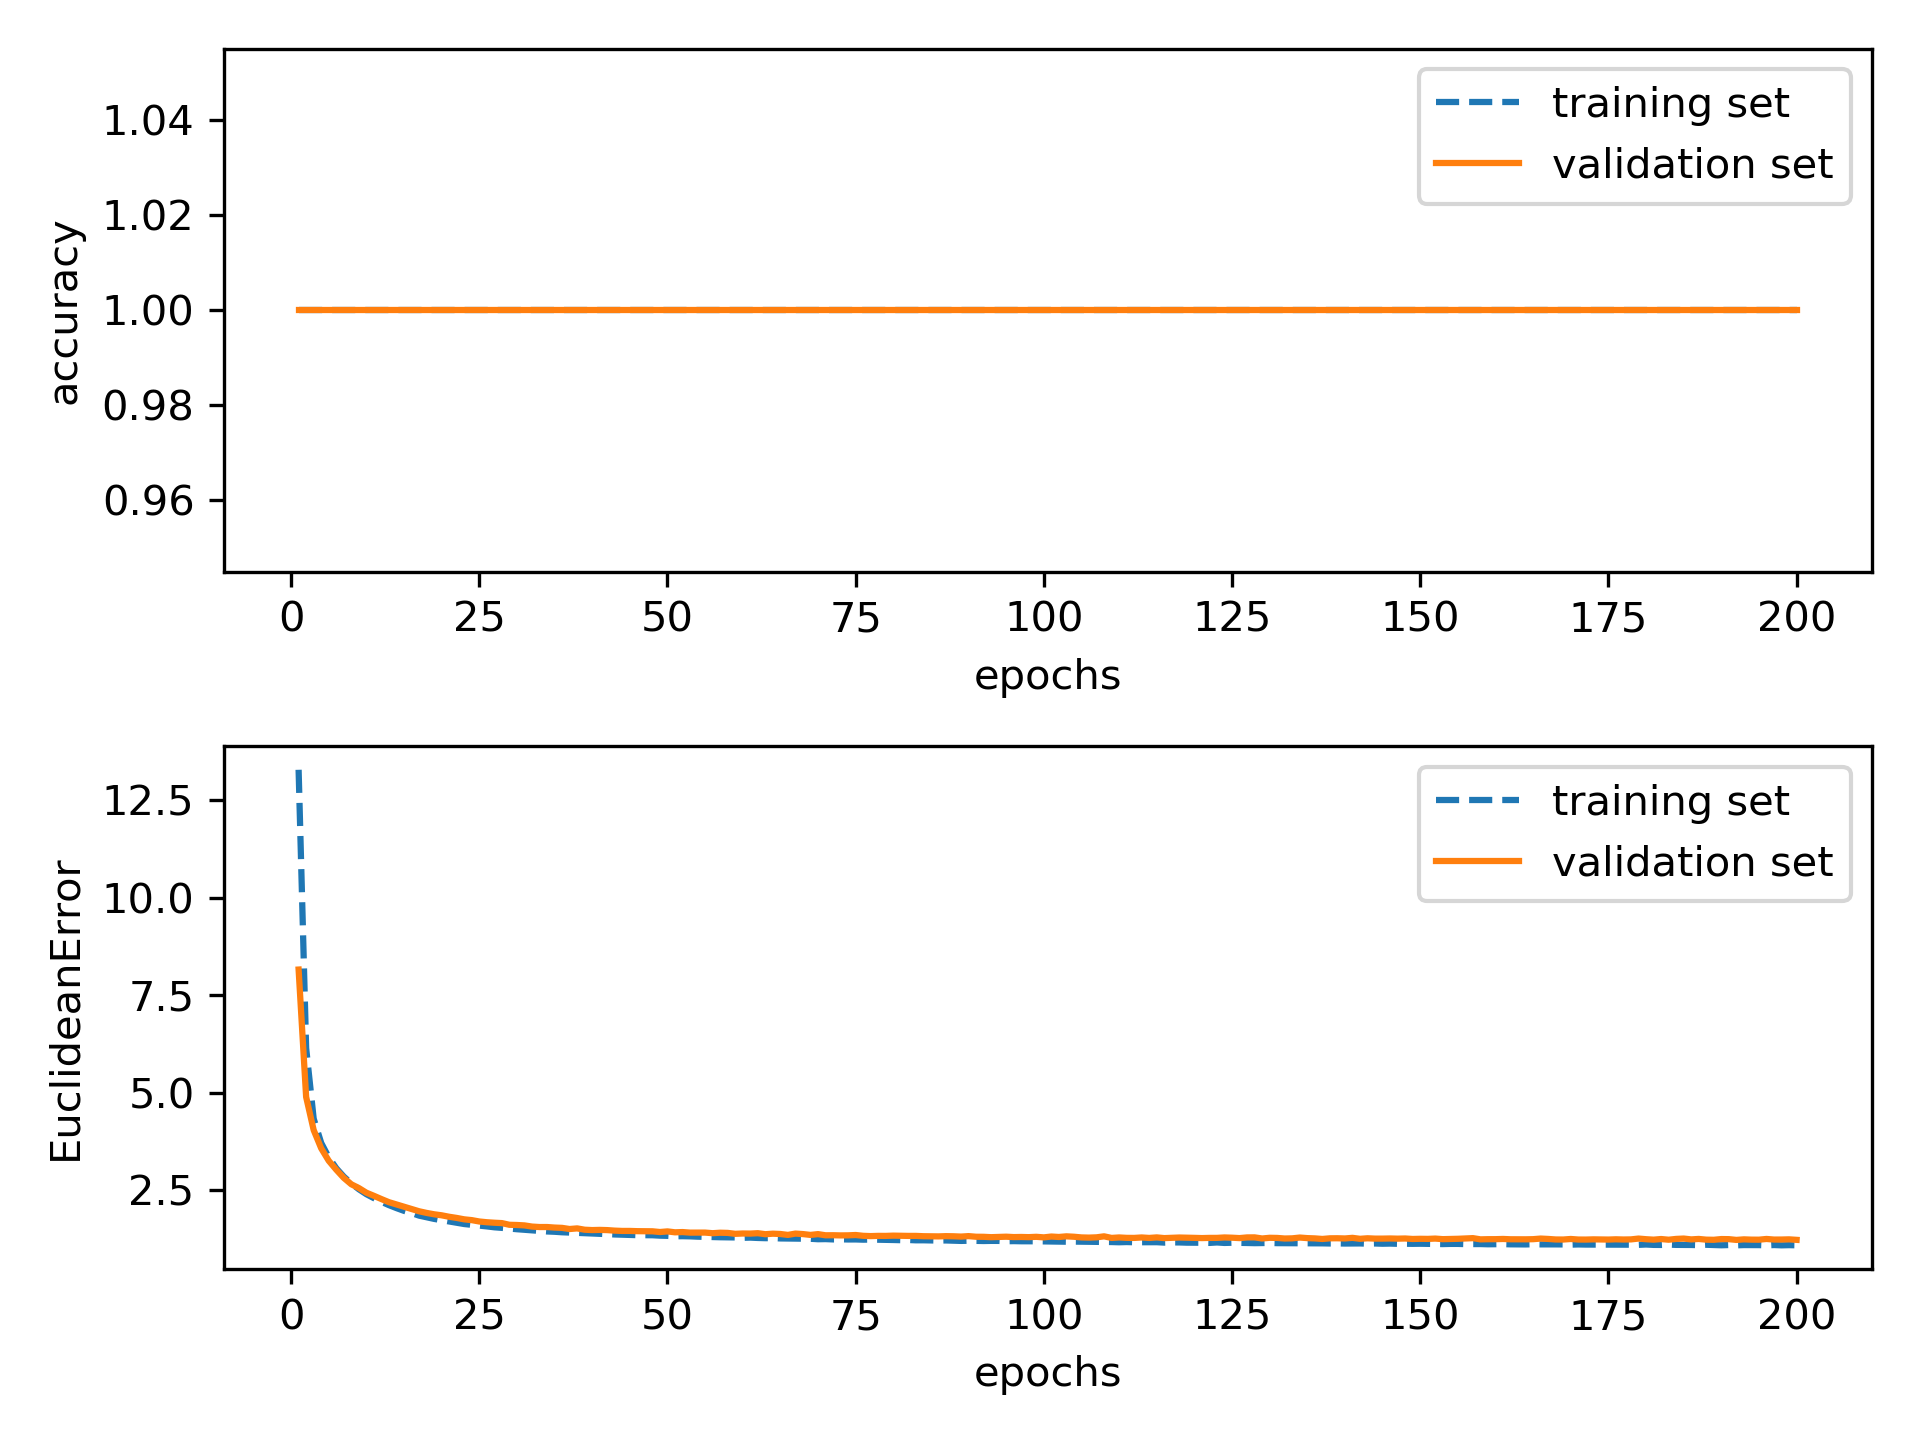 accuracy
1.04
1.02
1.00
0.98
0.96
training set
validation set
0 25 50 75 100 125 150 175 200
epochs
EuclideanError
12.5
10.0
7.5
5.0
2.5
training set
validation set
0 25 50 75 100 125 150 175 200
epochs